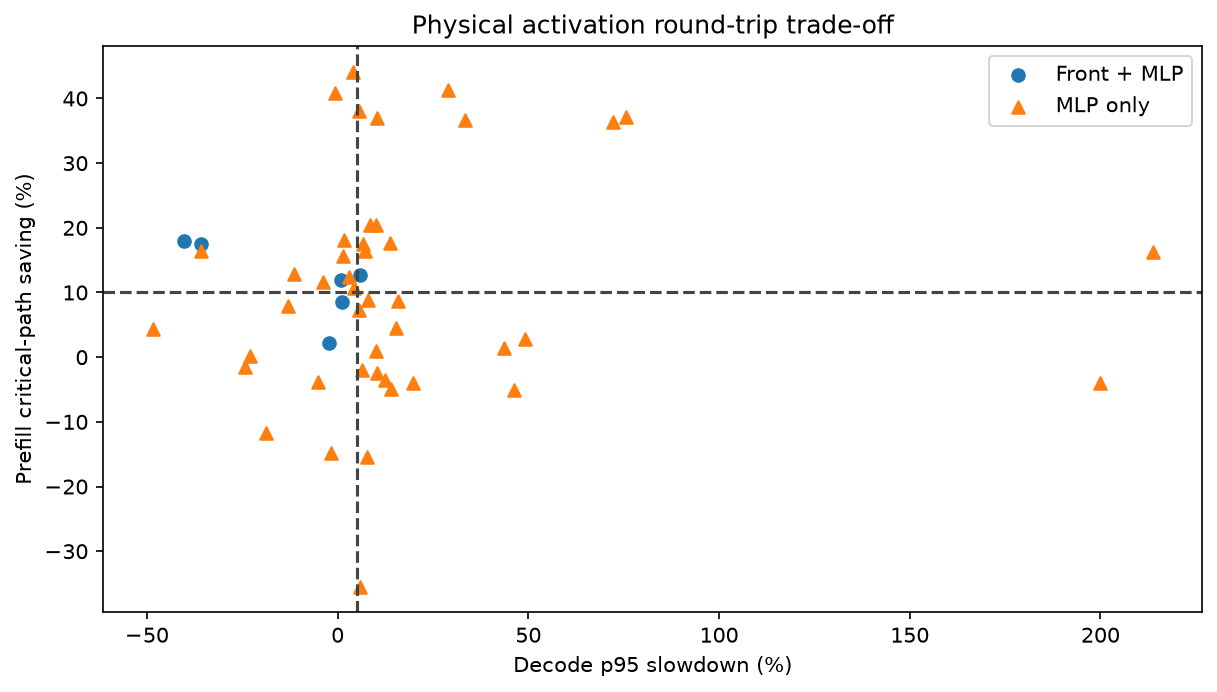 Physical activation round-trip trade-off
Front + MLP
MLP only
40
30
20
10
0
−10
−20
−30
Prefill critical-path saving (%)
−50
0
50
100
150
200
Decode p95 slowdown (%)